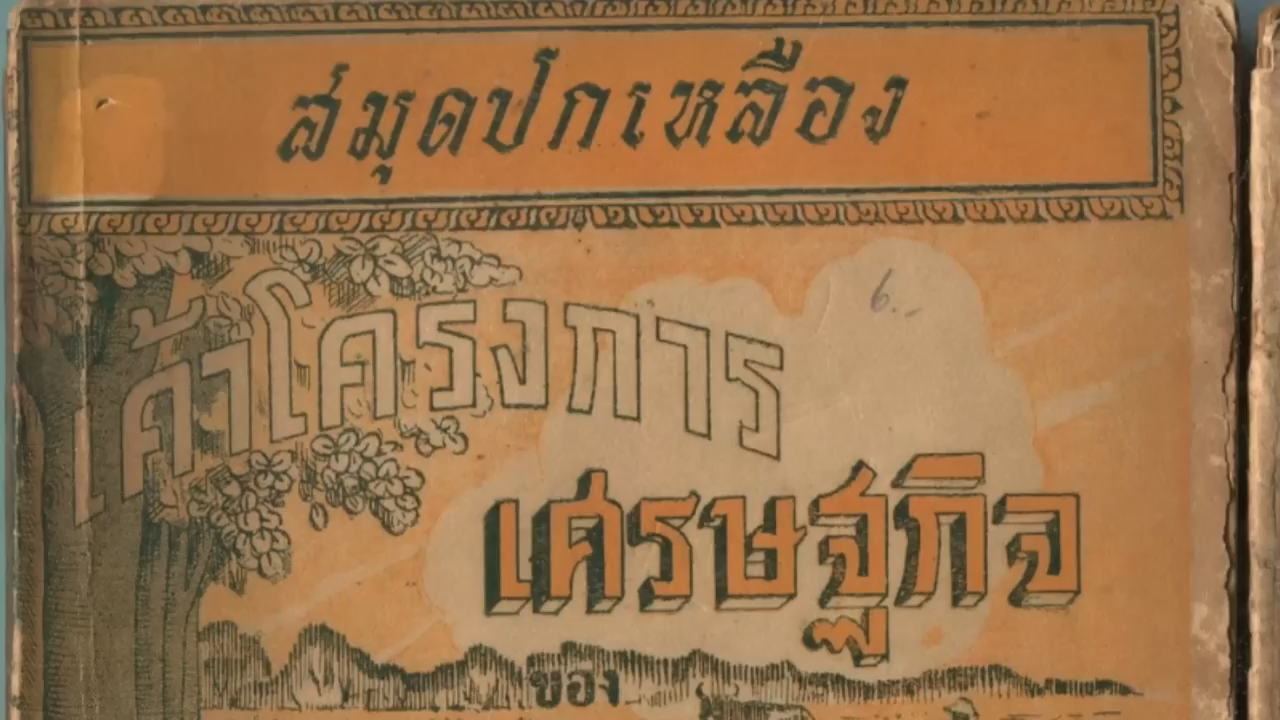 สมุดปกเหลือง
เค้าโครงการ
เศรษฐกิจ
ของ